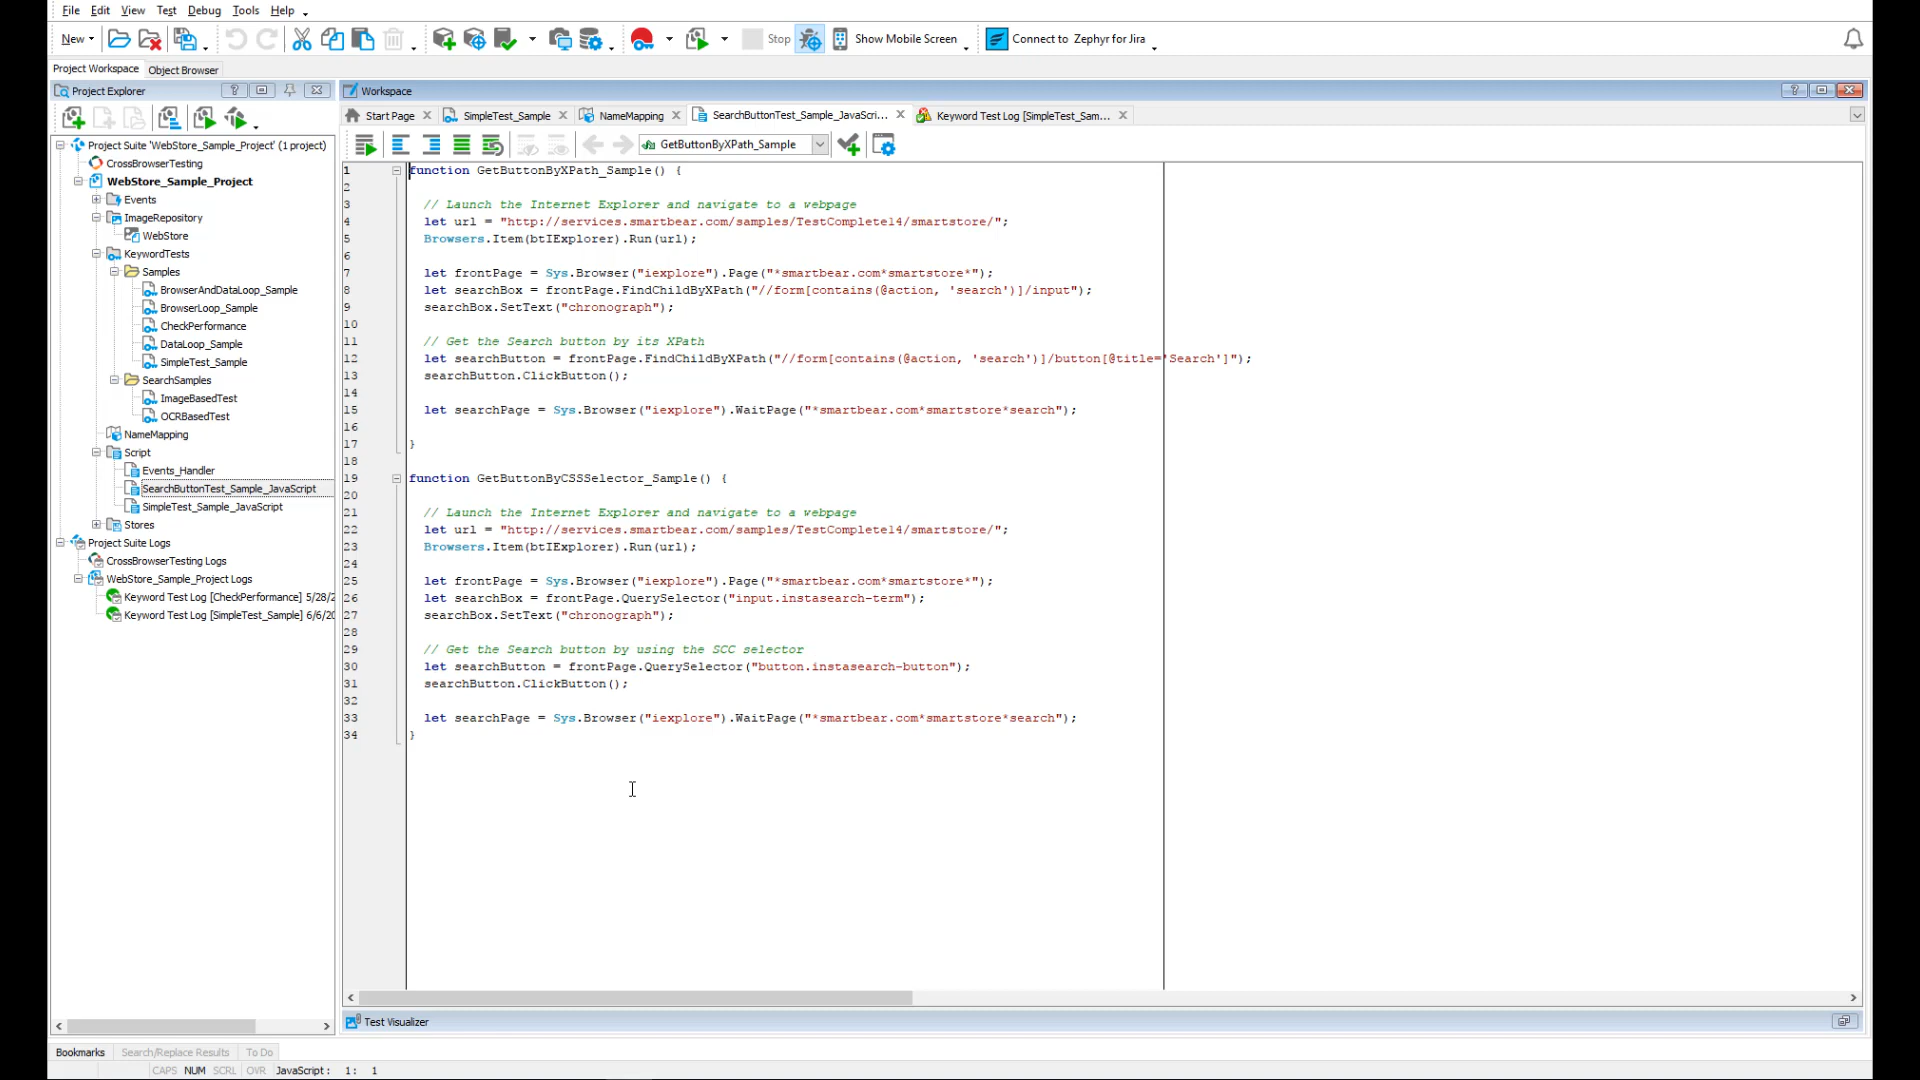 File Edit View Test Debug Tools Help
New Stop Show Mobile Screen Connect to Zephyr for Jira
Project Workspace Object Browser
Project Explorer
Project Suite 'WebStore_Sample_Project' (1 project)
CrossBrowserTesting
WebStore_Sample_Project
Events
ImageRepository
WebStore
KeywordTests
Samples
BrowserAndDataLoop_Sample
BrowserLoop_Sample
CheckPerformance
DataLoop_Sample
SimpleTest_Sample
SearchSamples
ImageBasedTest
OCRBasedTest
NameMapping
Script
Events_Handler
SearchButtonTest_Sample_JavaScript
SimpleTest_Sample_JavaScript
Stores
Project Suite Logs
CrossBrowserTesting Logs
WebStore_Sample_Project Logs
Keyword Test Log [CheckPerformance] 5/28/2
Keyword Test Log [SimpleTest_Sample] 6/6/20
Workspace
Start Page SimpleTest_Sample NameMapping SearchButtonTest_Sample_JavaScri... Keyword Test Log [SimpleTest_Sam...
GetButtonByXPath_Sample
1 function GetButtonByXPath_Sample() {
2
3 // Launch the Internet Explorer and navigate to a webpage
4 let url = "http://services.smartbear.com/samples/TestComplete14/smartstore/";
5 Browsers.Item(btIExplorer).Run(url);
6
7 let frontPage = Sys.Browser("iexplore").Page("*smartbear.com*smartstore*");
8 let searchBox = frontPage.FindChildByXPath("//form[contains(@action, 'search')]/input");
9 searchBox.SetText("chronograph");
10
11 // Get the Search button by its XPath
12 let searchButton = frontPage.FindChildByXPath("//form[contains(@action, 'search')]/button[@title='Search']");
13 searchButton.ClickButton();
14
15 let searchPage = Sys.Browser("iexplore").WaitPage("*smartbear.com*smartstore*search");
16
17 }
18
19 function GetButtonByCSSSelector_Sample() {
20
21 // Launch the Internet Explorer and navigate to a webpage
22 let url = "http://services.smartbear.com/samples/TestComplete14/smartstore/";
23 Browsers.Item(btIExplorer).Run(url);
24
25 let frontPage = Sys.Browser("iexplore").Page("*smartbear.com*smartstore*");
26 let searchBox = frontPage.QuerySelector("input.instasearch-term");
27 searchBox.SetText("chronograph");
28
29 // Get the Search button by using the SCC selector
30 let searchButton = frontPage.QuerySelector("button.instasearch-button");
31 searchButton.ClickButton();
32
33 let searchPage = Sys.Browser("iexplore").WaitPage("*smartbear.com*smartstore*search");
34 }
Test Visualizer
Bookmarks Search/Replace Results To Do
CAPS NUM SCRL OVR JavaScript : 1: 1